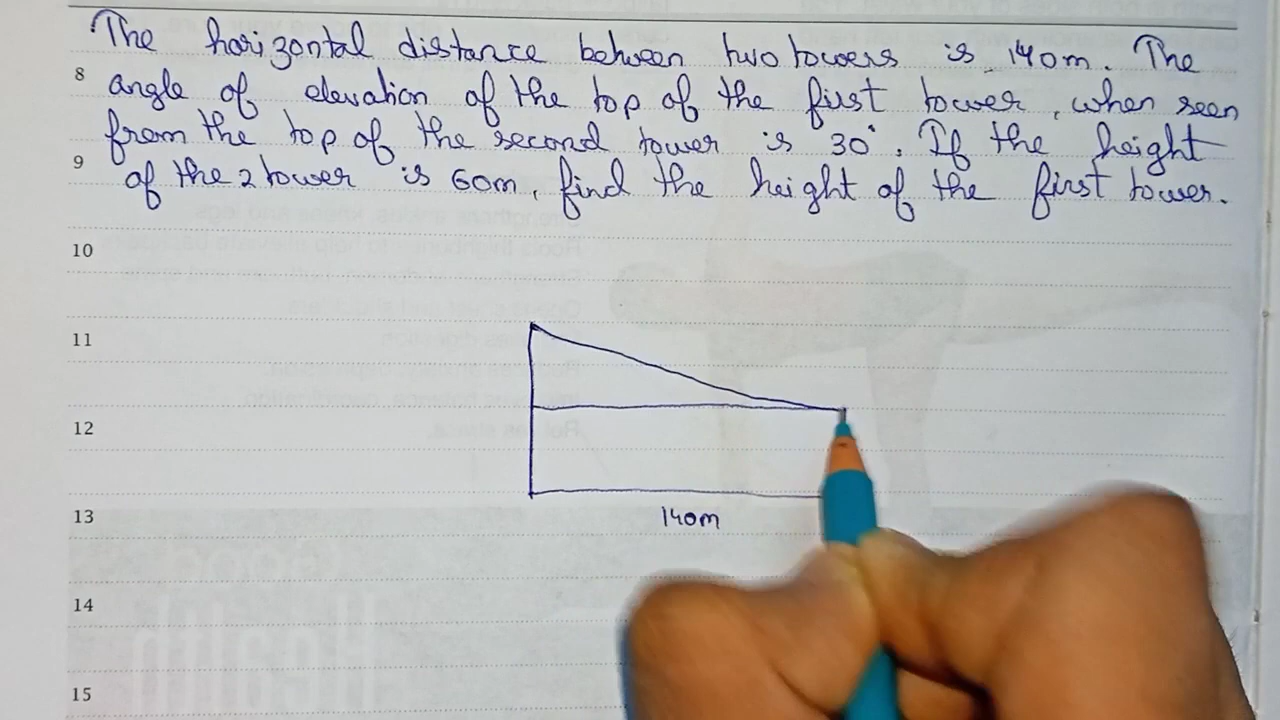 The horizontal distance between two towers is 140m. The
8
angle of elevation of the top of the first tower, when seen
from the top of the second tower is 30°. If the height
9
of the 2 tower is 60m, find the height of the first tower.
10
11
12
13
140m
14
15